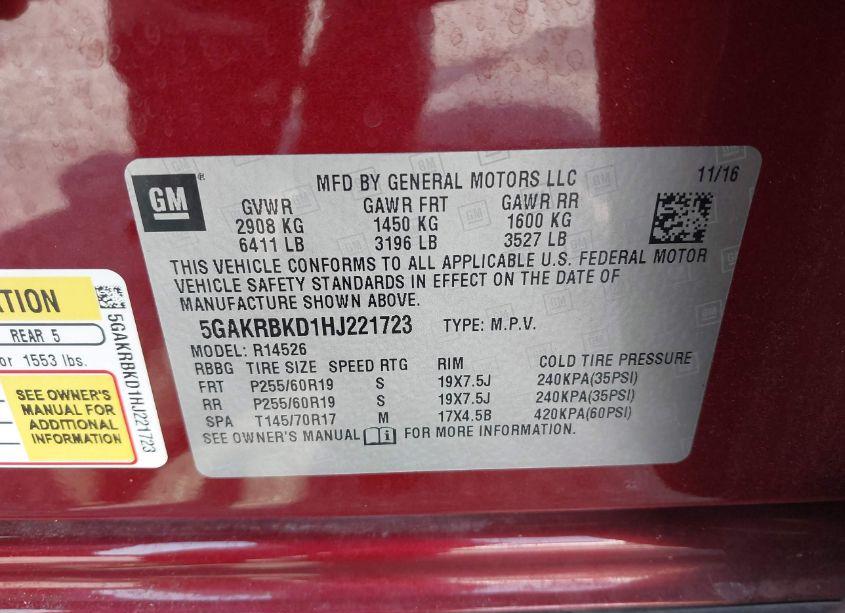 GM®
MFD BY GENERAL MOTORS LLC 11/16
GVWR GAWR FRT GAWR RR
2908 KG 1450 KG 1600 KG
6411 LB 3196 LB 3527 LB
THIS VEHICLE CONFORMS TO ALL APPLICABLE U.S. FEDERAL MOTOR
VEHICLE SAFETY STANDARDS IN EFFECT ON THE DATE OF
MANUFACTURE SHOWN ABOVE.
5GAKRBKD1HJ221723 TYPE: M.P.V.
MODEL: R14526
RBBG TIRE SIZE SPEED RTG RIM COLD TIRE PRESSURE
FRT P255/60R19 S 19X7.5J 240KPA(35PSI)
RR P255/60R19 S 19X7.5J 240KPA(35PSI)
SPA T145/70R17 M 17X4.5B 420KPA(60PSI)
SEE OWNER'S MANUAL FOR MORE INFORMATION.
REAR 5
or 1553 lbs.
SEE OWNER'S
MANUAL FOR
ADDITIONAL
INFORMATION
5GAKRBKD1HJ221723